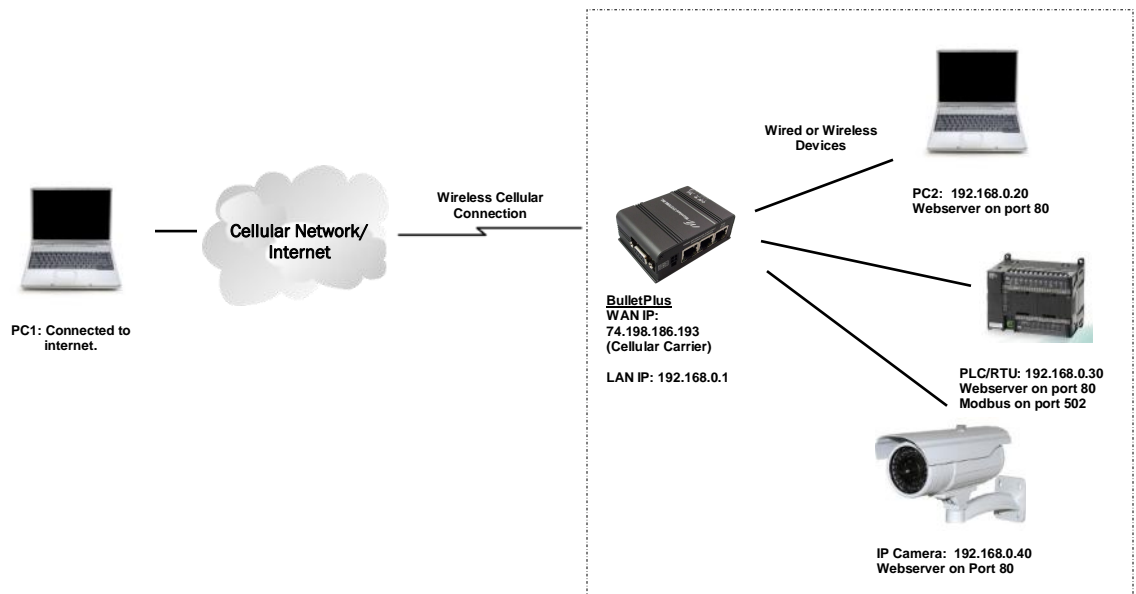 PC1: Connected to
internet.
Cellular Network/
Internet
Wireless Cellular
Connection
BulletPlus
WAN IP:
74.198.186.193
(Cellular Carrier)
LAN IP: 192.168.0.1
Wired or Wireless
Devices
PC2:  192.168.0.20
Webserver on port 80
PLC/RTU: 192.168.0.30
Webserver on port 80
Modbus on port 502
IP Camera:  192.168.0.40
Webserver on Port 80